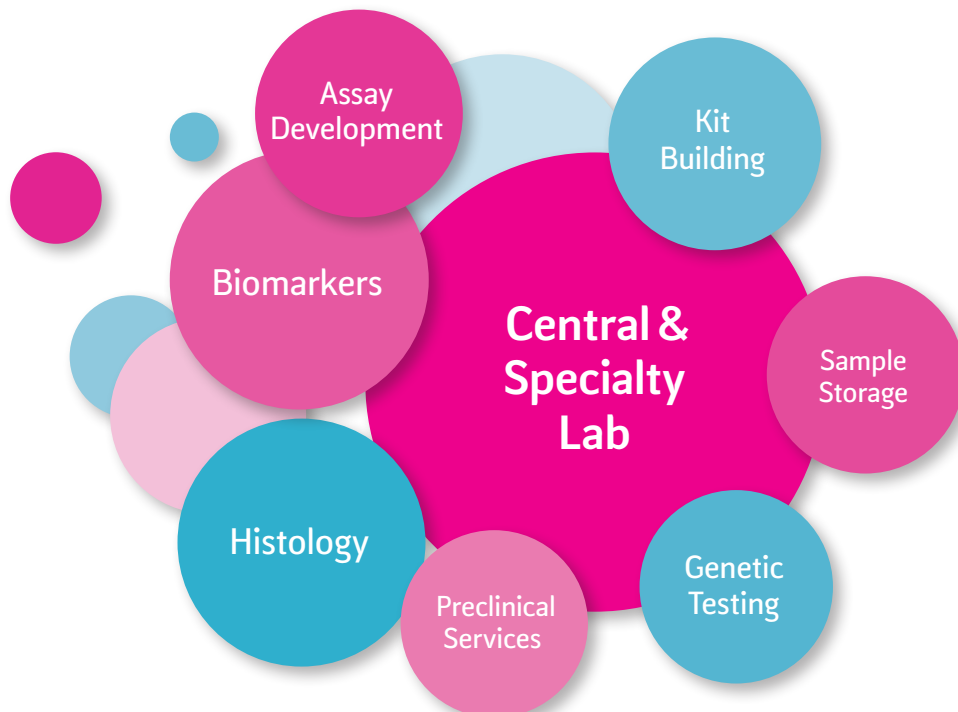 Assay
Development
Kit
Building
Biomarkers
Central &
Specialty
Lab
Sample
Storage
Histology
Genetic
Testing
Preclinical
Services